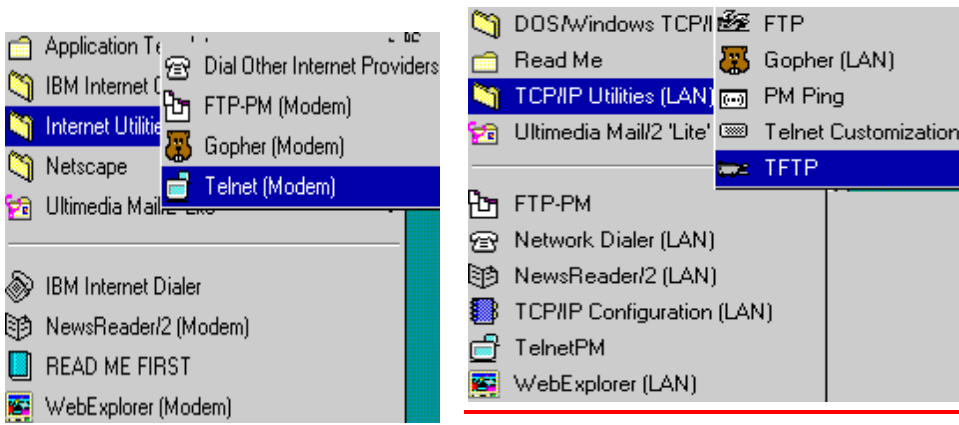 Application
IBM Internet
Internet
Netscape
Ultimedia
IBM Internet Dialer
NewsReader/2 (Modem)
READ ME FIRST
WebExplorer (Modem)
Dial Other Internet Providers
FTP-PM (Modem)
Gopher (Modem)
Telnet (Modem)
DOS/Windows
Read Me
TCP/IP Utilities (LAN)
Ultimedia Mail/2 'Lite'
FTP-PM
Network Dialer (LAN)
NewsReader/2 (LAN)
TCP/IP Configuration (LAN)
TelnetPM
WebExplorer (LAN)
FTP
Gopher (LAN)
PM Ping
Telnet Customization
TFTP